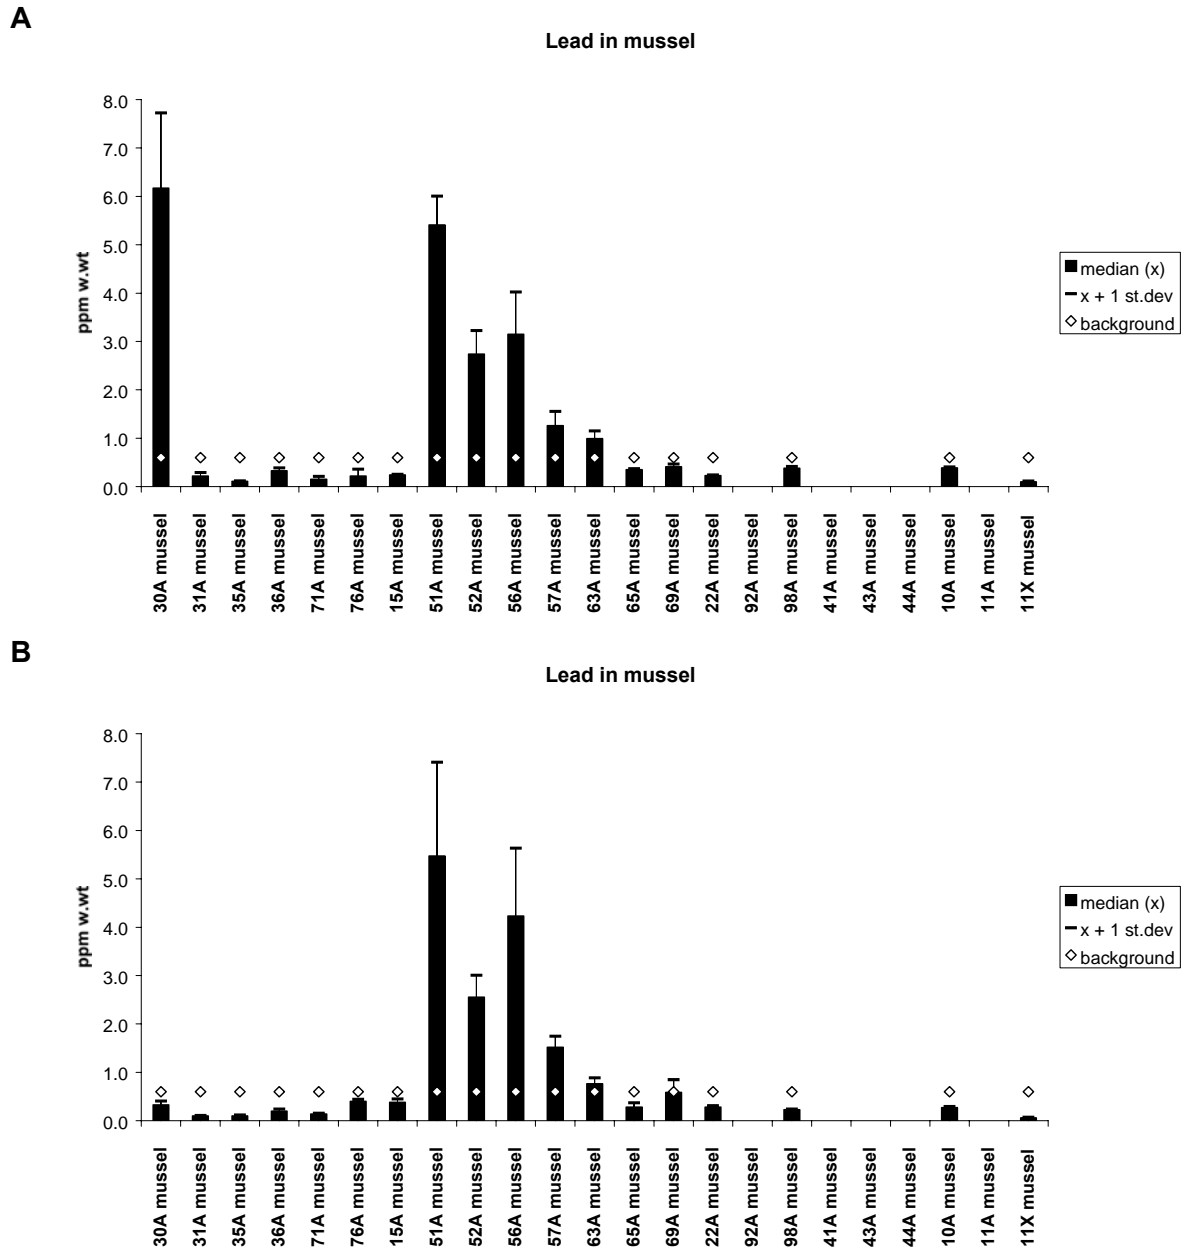 A
Lead in mussel
8.0
7.0
6.0
5.0
4.0
3.0
2.0
1.0
0.0
ppm w.wt
30A mussel
31A mussel
35A mussel
36A mussel
71A mussel
76A mussel
15A mussel
51A mussel
52A mussel
56A mussel
57A mussel
63A mussel
65A mussel
69A mussel
22A mussel
92A mussel
98A mussel
41A mussel
43A mussel
44A mussel
10A mussel
11A mussel
11X mussel
median (x)
x + 1 st.dev
background
B
Lead in mussel
8.0
7.0
6.0
5.0
4.0
3.0
2.0
1.0
0.0
ppm w.wt
30A mussel
31A mussel
35A mussel
36A mussel
71A mussel
76A mussel
15A mussel
51A mussel
52A mussel
56A mussel
57A mussel
63A mussel
65A mussel
69A mussel
22A mussel
92A mussel
98A mussel
41A mussel
43A mussel
44A mussel
10A mussel
11A mussel
11X mussel
median (x)
x + 1 st.dev
background